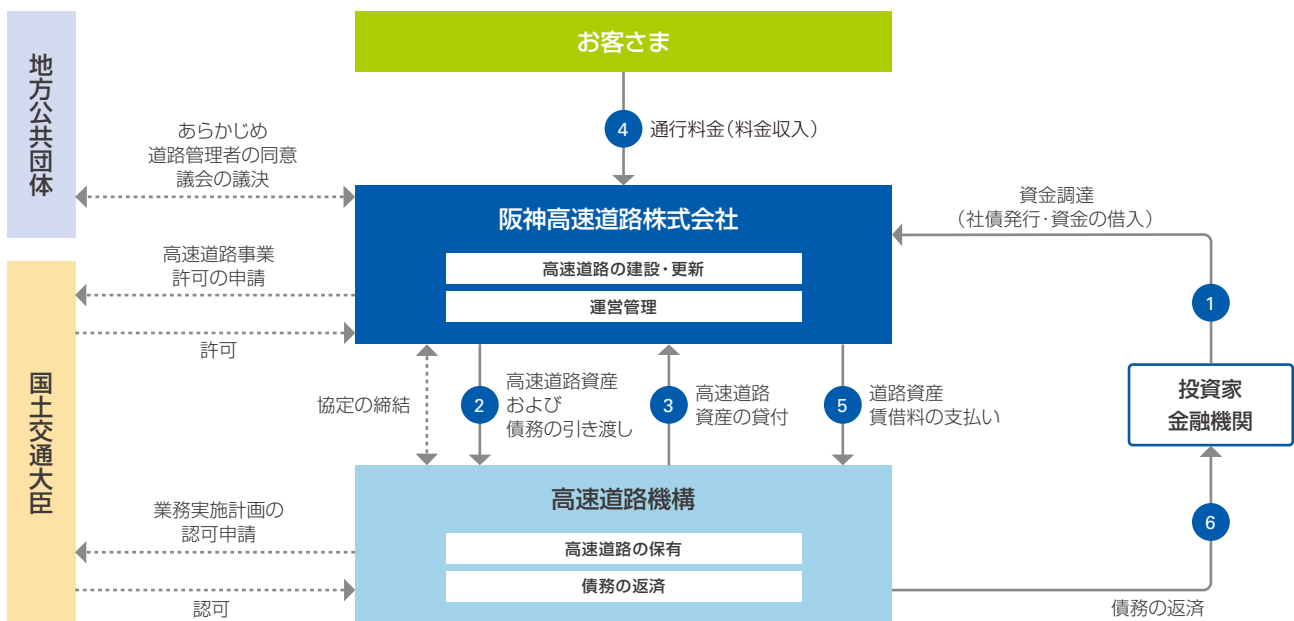 お客さま
地方公共団体
4
通行料金(料金収入)
あらかじめ
道路管理者の同意
議会の議決
阪神高速道路株式会社
高速道路の建設・更新
運営管理
資金調達
(社債発行・資金の借入)
1
国土交通大臣
高速道路事業
許可の申請
許可
協定の締結
2
高速道路資産
および
債務の引き渡し
3
高速道路
資産の貸付
5
道路資産
賃借料の支払い
投資家
金融機関
高速道路機構
高速道路の保有
債務の返済
業務実施計画の
認可申請
認可
6
債務の返済